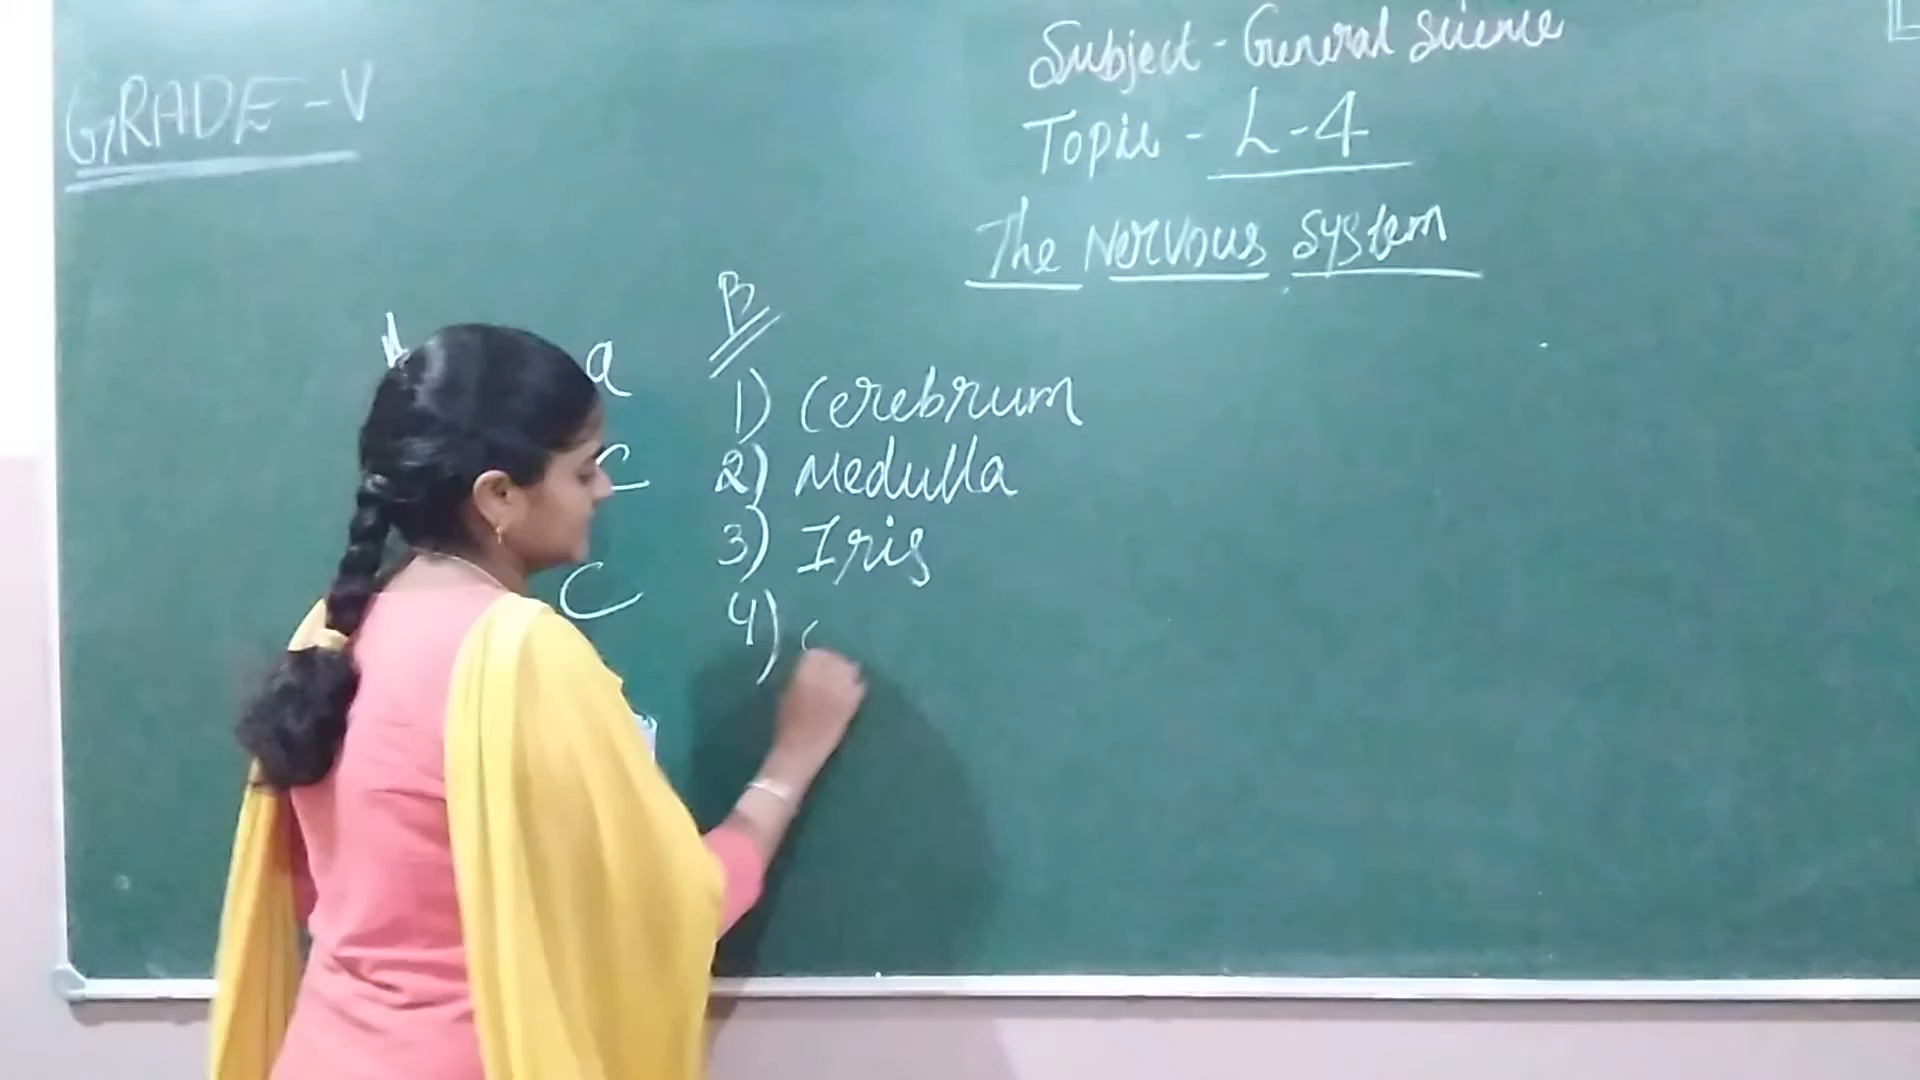 GRADE-V
Subject - General Science
Topic - L-4
The Nervous System
A
a
c
C
B
1) Cerebrum
2) Medulla
3) Iris
4)